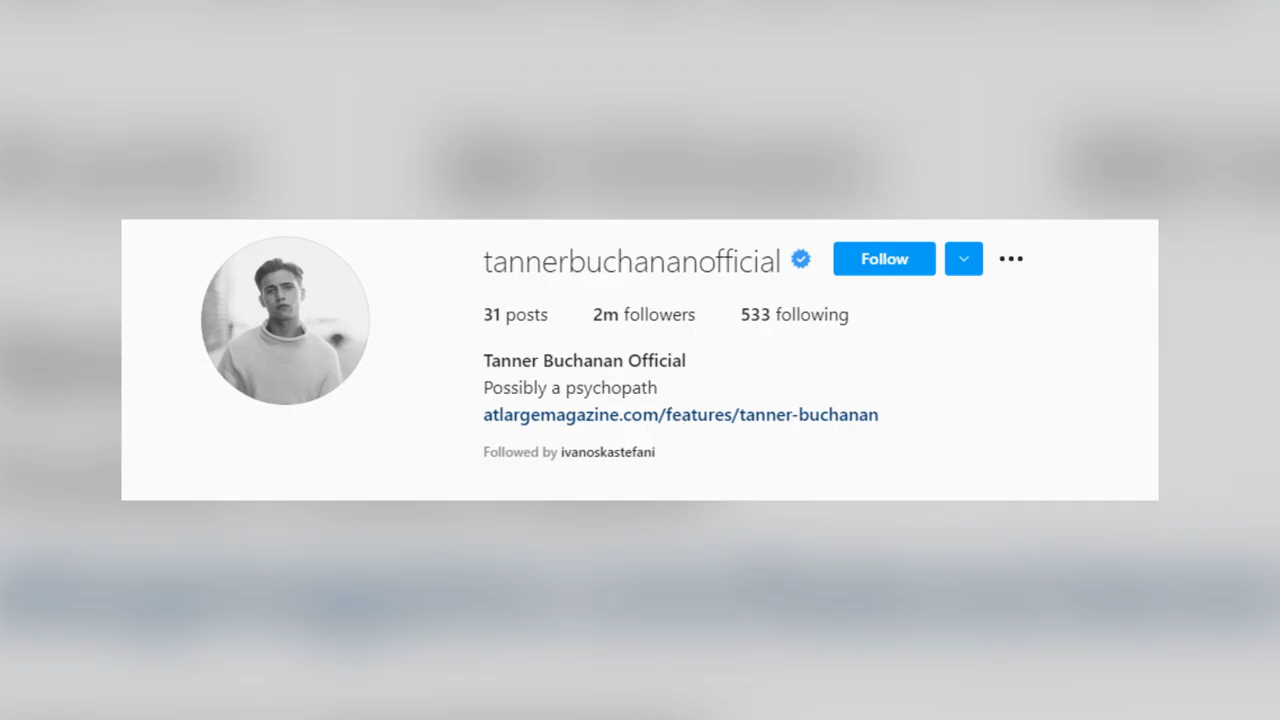 tannerbuchananofficial Follow
31 posts 2m followers 533 following
Tanner Buchanan Official
Possibly a psychopath
atlargemagazine.com/features/tanner-buchanan
Followed by ivanoskastefani